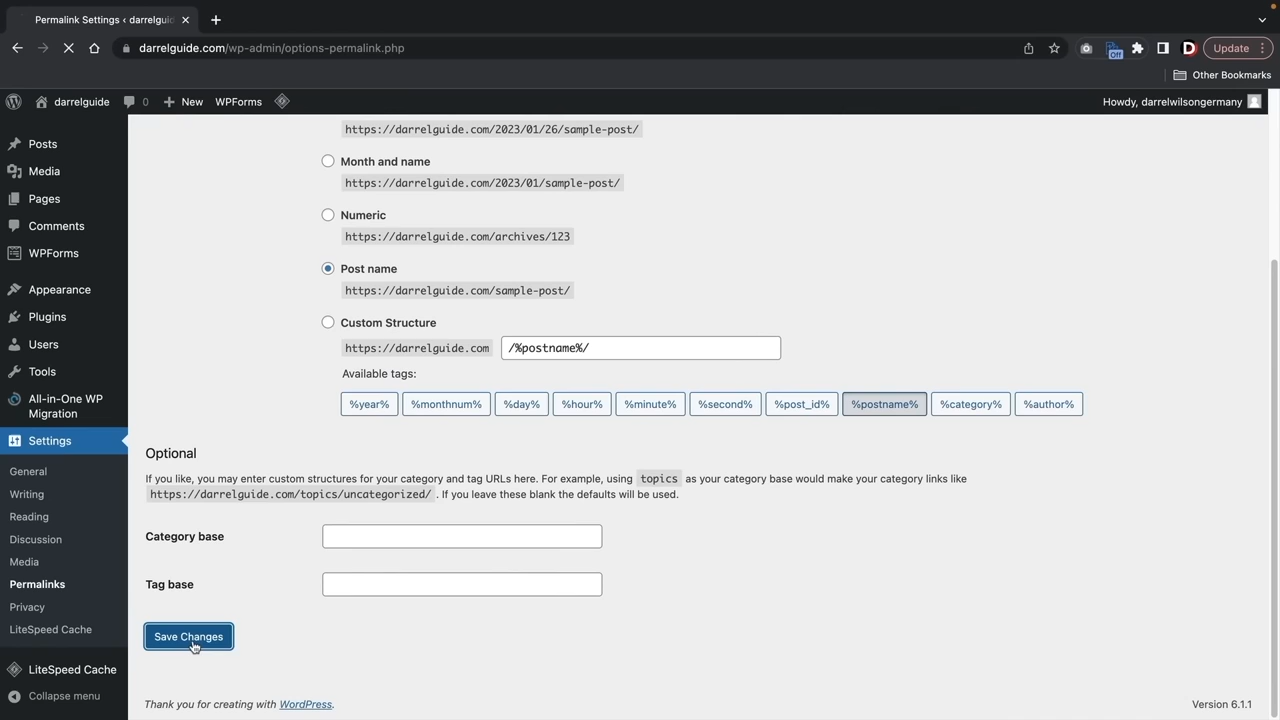 Permalink Settings ‹ darrelguid
darrelguide.com/wp-admin/options-permalink.php
Off
D
Update
Other Bookmarks
darrelguide
0
New
WPForms
Howdy, darrelwilsongermany
Posts
Media
Pages
Comments
WPForms
Appearance
Plugins
Users
Tools
All-in-One WP
Migration
Settings
General
Writing
Reading
Discussion
Media
Permalinks
Privacy
LiteSpeed Cache
LiteSpeed Cache
Collapse menu
https://darrelguide.com/2023/01/26/sample-post/
Month and name
https://darrelguide.com/2023/01/sample-post/
Numeric
https://darrelguide.com/archives/123
Post name
https://darrelguide.com/sample-post/
Custom Structure
https://darrelguide.com /%postname%/
Available tags:
%year% %monthnum% %day% %hour% %minute% %second% %post_id% %postname% %category% %author%
Optional
If you like, you may enter custom structures for your category and tag URLs here. For example, using topics as your category base would make your category links like
https://darrelguide.com/topics/uncategorized/ . If you leave these blank the defaults will be used.
Category base
Tag base
Save Changes
Thank you for creating with WordPress.
Version 6.1.1